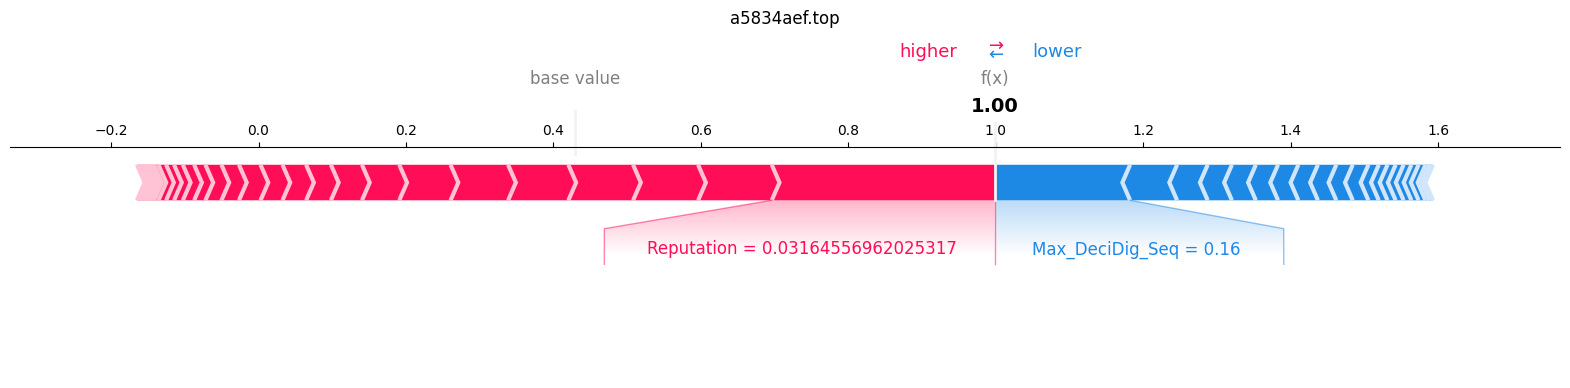 a5834aef.top
higher → lower
←
base value f(x)
1.00
−0.2 0.0 0.2 0.4 0.6 0.8 1.0 1.2 1.4 1.6
Reputation = 0.03164556962025317 Max_DeciDig_Seq = 0.16